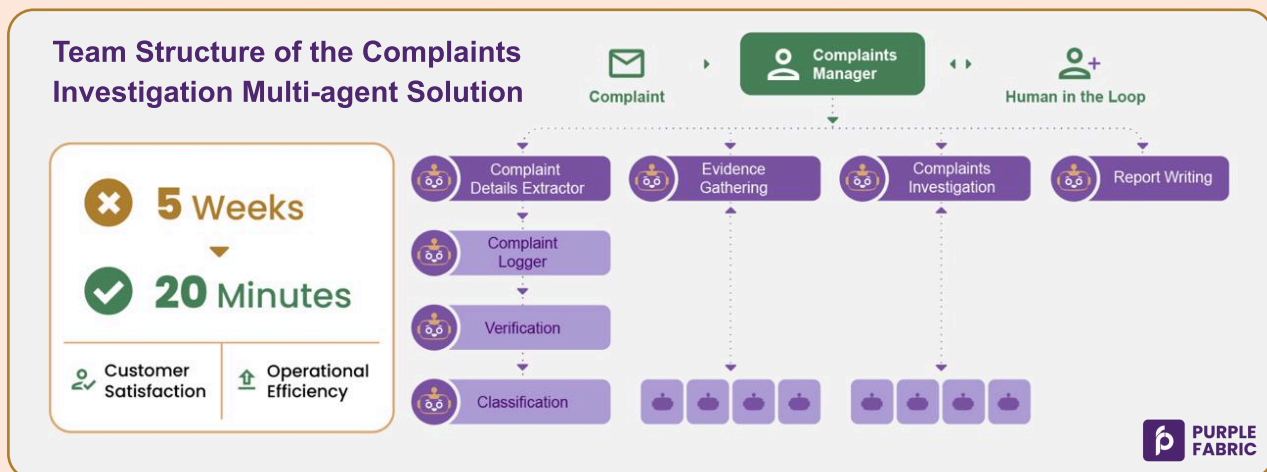 Team Structure of the Complaints
Investigation Multi-agent Solution
Complaint
Complaints
Manager
Human in the Loop
5 Weeks
20 Minutes
Customer
Satisfaction
Operational
Efficiency
Complaint
Details Extractor
Evidence
Gathering
Complaints
Investigation
Report Writing
Complaint
Logger
Verification
Classification
PURPLE
FABRIC